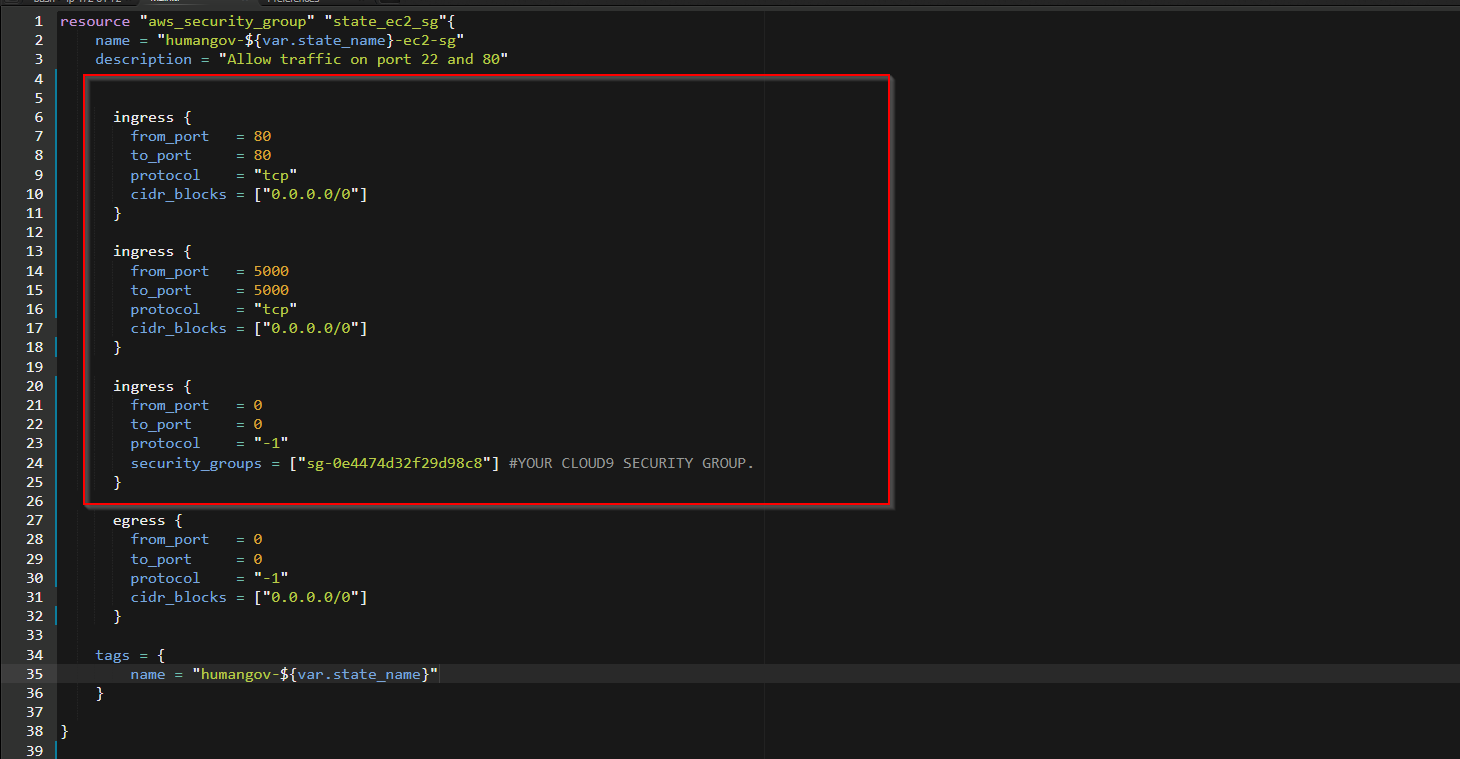 1 resource "aws_security_group" "state_ec2_sg"{
2 name = "humangov-${var.state_name}-ec2-sg"
3 description = "Allow traffic on port 22 and 80"
4
5
6 ingress {
7 from_port = 80
8 to_port = 80
9 protocol = "tcp"
10 cidr_blocks = ["0.0.0.0/0"]
11 }
12
13 ingress {
14 from_port = 5000
15 to_port = 5000
16 protocol = "tcp"
17 cidr_blocks = ["0.0.0.0/0"]
18 }
19
20 ingress {
21 from_port = 0
22 to_port = 0
23 protocol = "-1"
24 security_groups = ["sg-0e4474d32f29d98c8"] #YOUR CLOUD9 SECURITY GROUP.
25 }
26
27 egress {
28 from_port = 0
29 to_port = 0
30 protocol = "-1"
31 cidr_blocks = ["0.0.0.0/0"]
32 }
33
34 tags = {
35 name = "humangov-${var.state_name}"
36 }
37
38 }
39